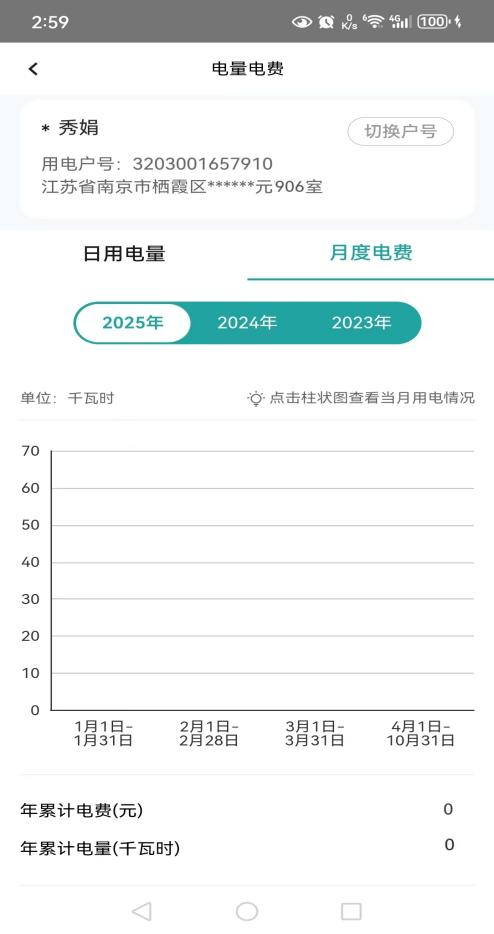 2:59
0 K/s 6 4G 100
电量电费
* 秀娟
切换户号
用电户号：3203001657910
江苏省南京市栖霞区******元906室
日用电量 月度电费
2025年 2024年 2023年
单位：千瓦时 点击柱状图查看当月用电情况
70
60
50
40
30
20
10
0
1月1日- 2月1日- 3月1日- 4月1日-
1月31日 2月28日 3月31日 10月31日
年累计电费(元) 0
年累计电量(千瓦时) 0